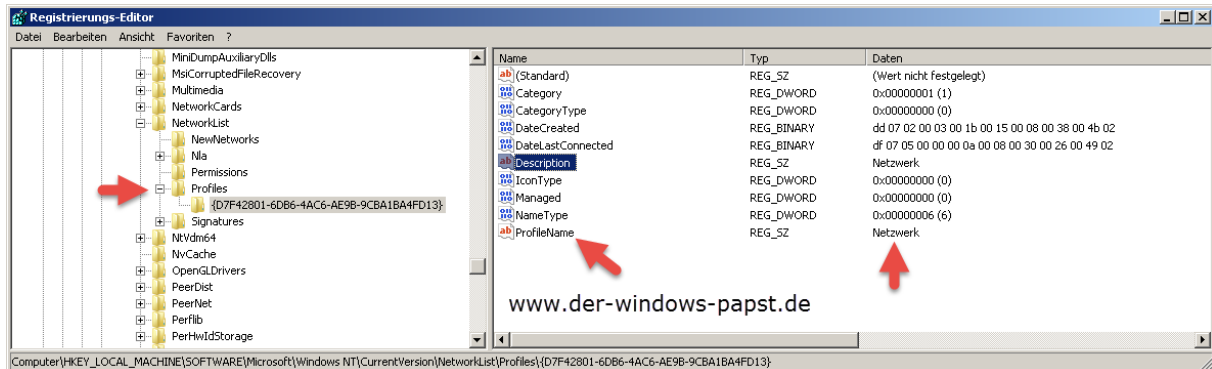 Registrierungs-Editor
Datei Bearbeiten Ansicht Favoriten ?
MiniDumpAuxiliaryDlls
MsiCorruptedFileRecovery
Multimedia
NetworkCards
NetworkList
NewNetworks
Nla
Permissions
Profiles
{D7F42801-6DB6-4AC6-AE9B-9CBA1BA4FD13}
Signatures
NtVdm64
NvCache
OpenGLDrivers
PeerDist
PeerNet
Perflib
PerHwIdStorage
Name Typ Daten
(Standard) REG_SZ (Wert nicht festgelegt)
Category REG_DWORD 0x00000001 (1)
CategoryType REG_DWORD 0x00000000 (0)
DateCreated REG_BINARY dd 07 02 00 03 00 1b 00 15 00 08 00 38 00 4b 02
DateLastConnected REG_BINARY df 07 05 00 00 00 0a 00 08 00 30 00 26 00 49 02
Description REG_SZ Netzwerk
IconType REG_DWORD 0x00000000 (0)
Managed REG_DWORD 0x00000000 (0)
NameType REG_DWORD 0x00000006 (6)
ProfileName REG_SZ Netzwerk
www.der-windows-papst.de
Computer\HKEY_LOCAL_MACHINE\SOFTWARE\Microsoft\Windows NT\CurrentVersion\NetworkList\Profiles\{D7F42801-6DB6-4AC6-AE9B-9CBA1BA4FD13}